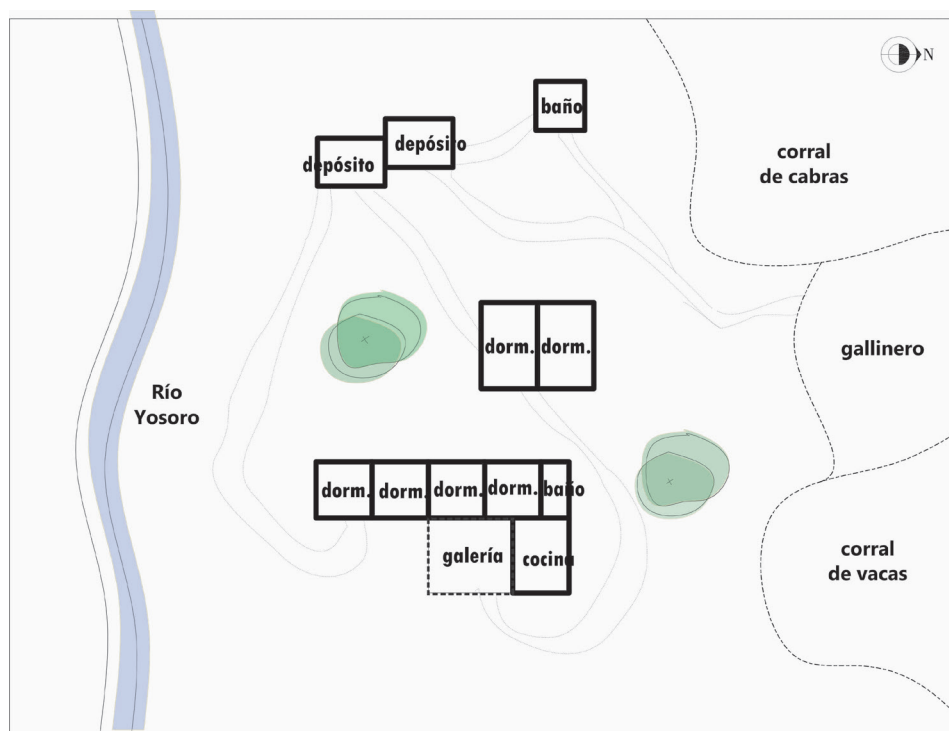 N
baño
depósito
depósito
corral
de cabras
dorm.
dorm.
gallinero
Río
Yosoro
dorm.
dorm.
dorm.
dorm.
baño
galería
cocina
corral
de vacas